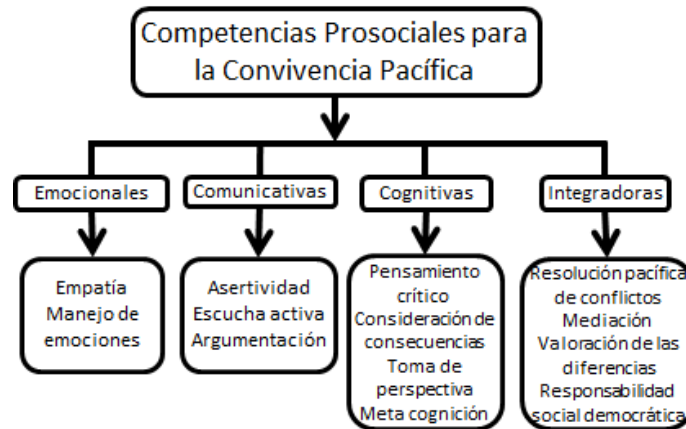 Competencias Prosociales para
la Convivencia Pacífica
Emocionales
Comunicativas
Cognitivas
Integradoras
Empatía
Manejo de
emociones
Asertividad
Escucha activa
Argumentación
Pensamiento
crítico
Consideración de
consecuencias
Toma de
perspectiva
Meta cognición
Resolución pacífica
de conflictos
Mediación
Valoración de las
diferencias
Responsabilidad
social democrática